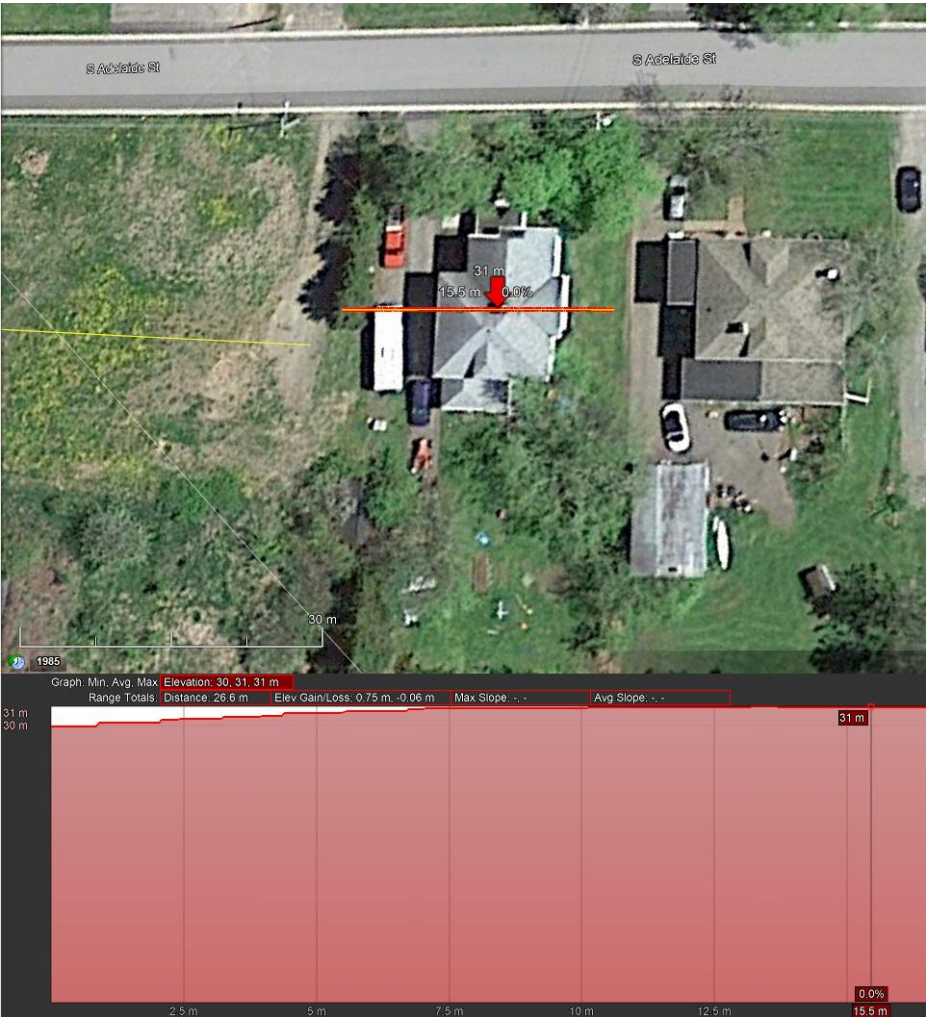 S Adelaide St
S Adelaide St
31 m
15.5 m 0.0%
30 m
1985
Graph: Min, Avg, Max Elevation: 30, 31, 31 m
Range Totals: Distance: 26.6 m Elev Gain/Loss: 0.75 m, -0.06 m Max Slope: -, - Avg Slope: -, -
31 m
30 m
31 m
0.0%
2.5 m 5 m 7.5 m 10 m 12.5 m 15.5 m